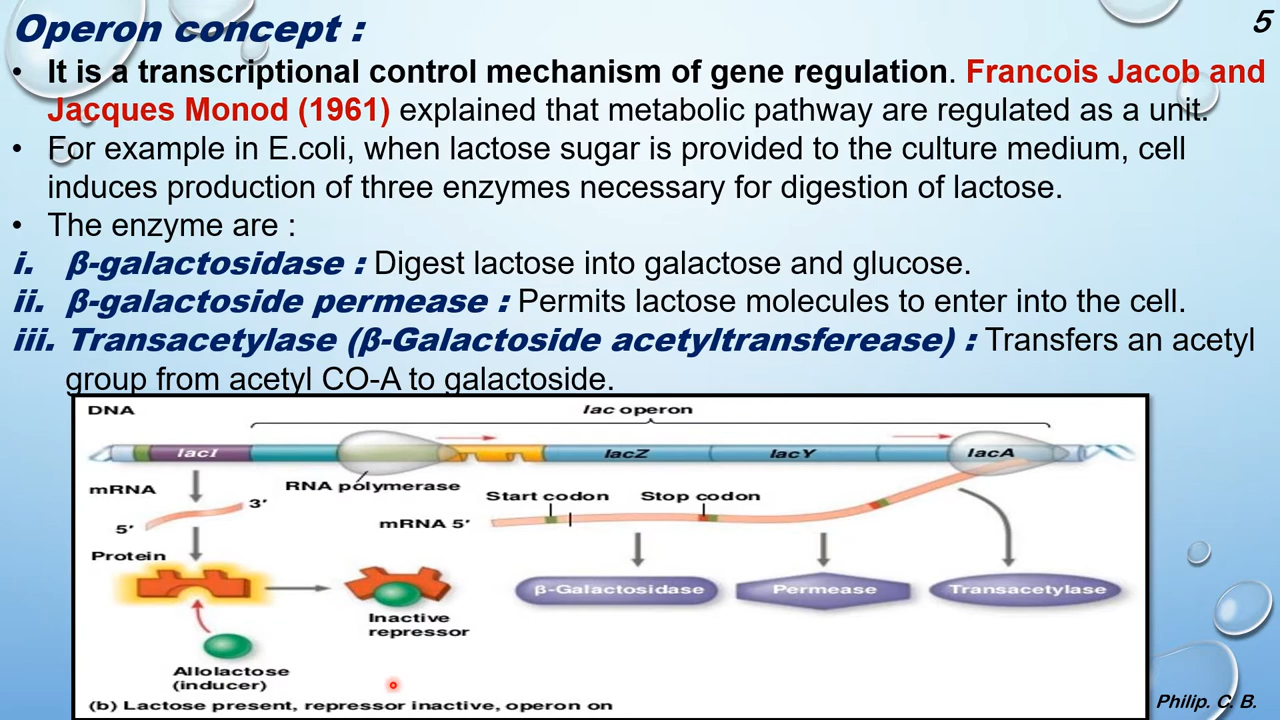 Operon concept :
5
• It is a transcriptional control mechanism of gene regulation. Francois Jacob and
Jacques Monod (1961) explained that metabolic pathway are regulated as a unit.
• For example in E.coli, when lactose sugar is provided to the culture medium, cell
induces production of three enzymes necessary for digestion of lactose.
• The enzyme are :
i. β-galactosidase : Digest lactose into galactose and glucose.
ii. β-galactoside permease : Permits lactose molecules to enter into the cell.
iii. Transacetylase (β-Galactoside acetyltransferease) : Transfers an acetyl
group from acetyl CO-A to galactoside.
DNA
lac operon
lacI
lacZ
lacY
lacA
RNA polymerase
mRNA
3′
5′
Start codon
Stop codon
mRNA 5′
Protein
β-Galactosidase
Permease
Transacetylase
Inactive
repressor
Allolactose
(inducer)
(b) Lactose present, repressor inactive, operon on
Philip. C. B.